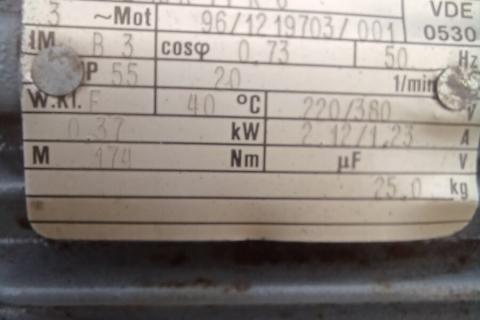 VDE
3 ~Mot 96/12 19703/001 0530
IM B 3 cosφ 0,73 50 Hz
P 55 20 1/min
W.Kl. F 40 °C 220/380 V
0,37 kW 2,12/1,23 A
M 174 Nm µF V
25,0 kg